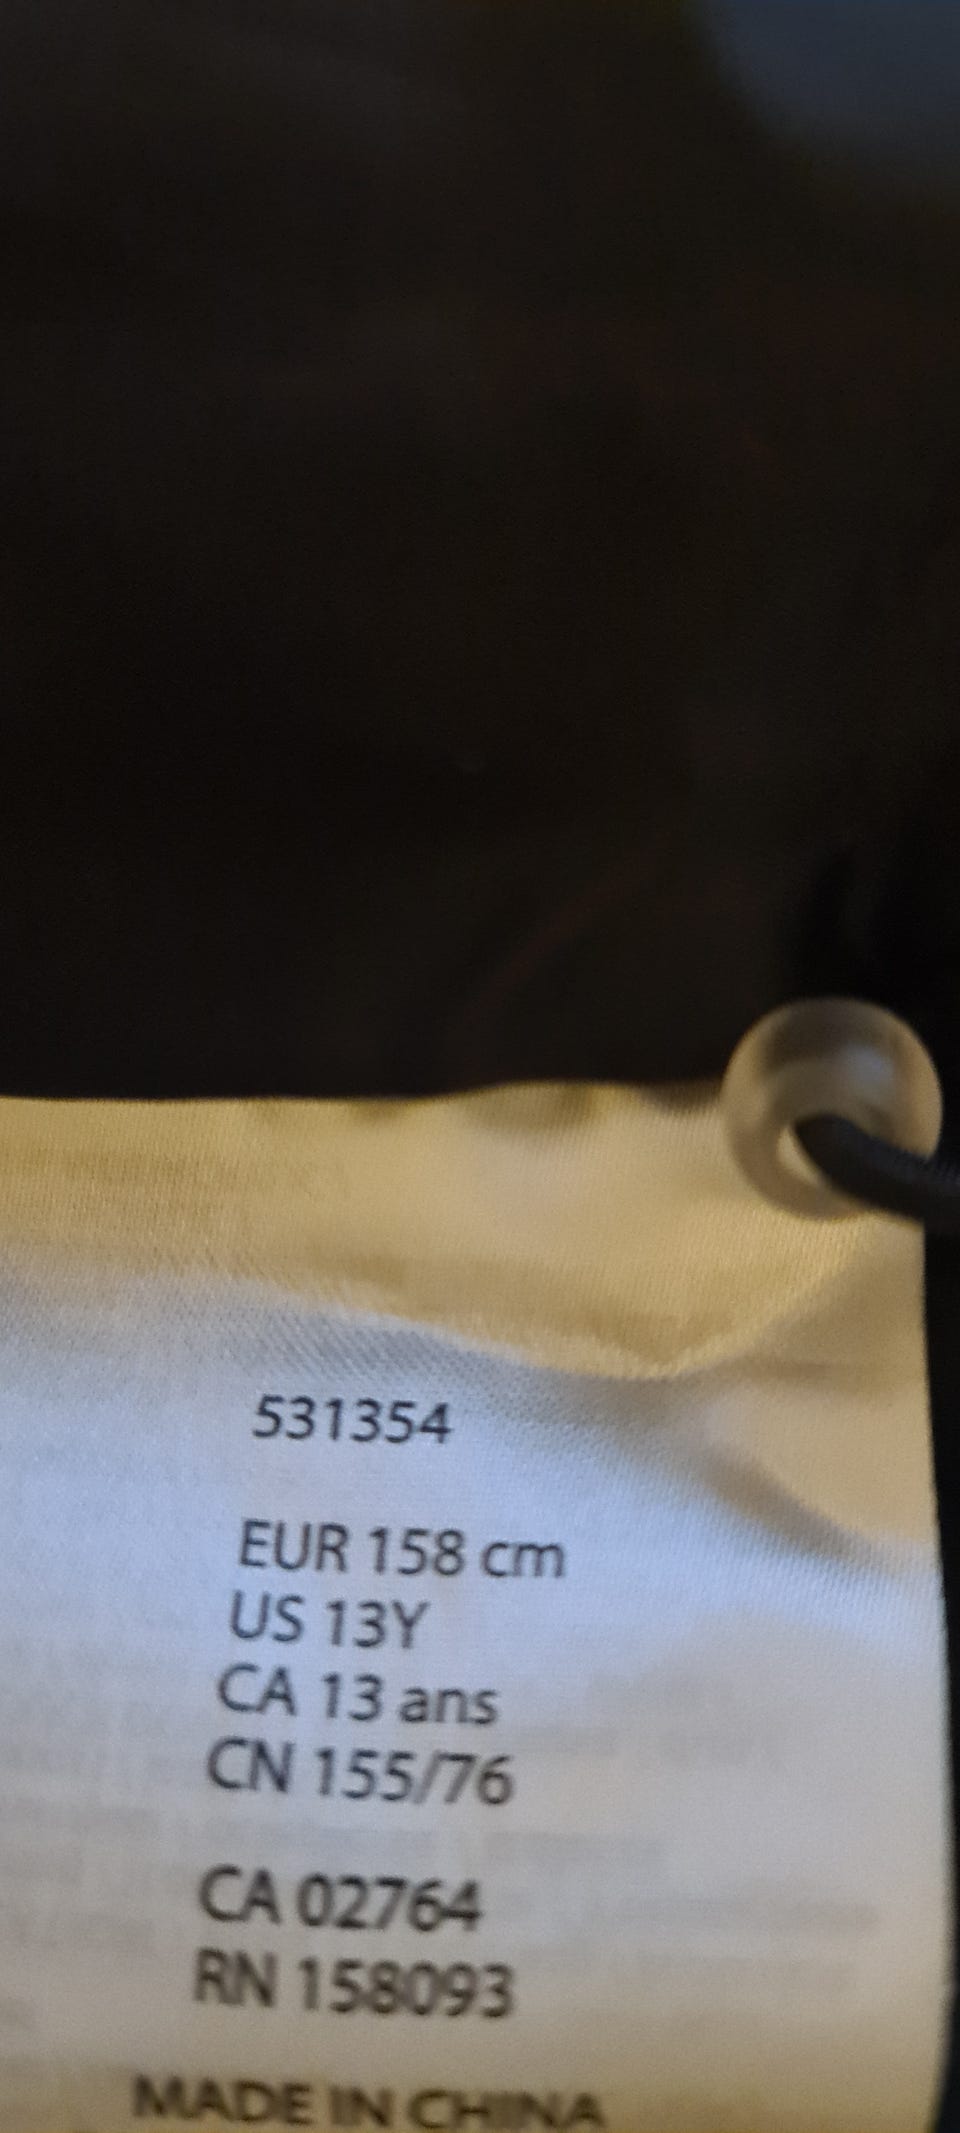 531354
EUR 158 cm
US 13Y
CA 13 ans
CN 155/76
CA 02764
RN 158093
MADE IN CHINA